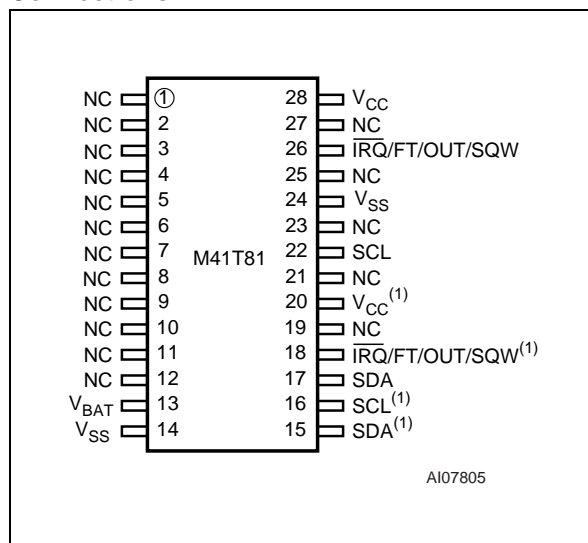 NC 1 28 VCC
NC 2 27 NC
NC 3 26 IRQ/FT/OUT/SQW
NC 4 25 NC
NC 5 24 VSS
NC 6 23 NC
NC 7 M41T81 22 SCL
NC 8 21 NC
NC 9 20 VCC(1)
NC 10 19 NC
NC 11 18 IRQ/FT/OUT/SQW(1)
NC 12 17 SDA
VBAT 13 16 SCL(1)
VSS 14 15 SDA(1)
AI07805